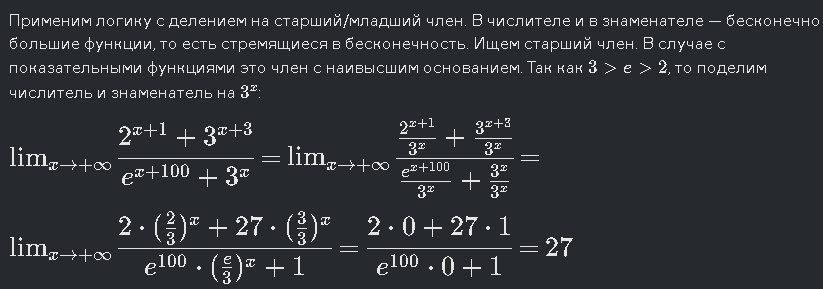 Применим логику с делением на старший/младший член. В числителе и в знаменателе — бесконечно
большие функции, то есть стремящиеся в бесконечность. Ищем старший член. В случае с
показательными функциями это член с наивысшим основанием. Так как $3 > e > 2$, то поделим
числитель и знаменатель на $3^x$:
$\lim_{x \to +\infty} \dfrac{2^{x+1} + 3^{x+3}}{e^{x+100} + 3^x} = \lim_{x \to +\infty} \dfrac{\frac{2^{x+1}}{3^x} + \frac{3^{x+3}}{3^x}}{\frac{e^{x+100}}{3^x} + \frac{3^x}{3^x}} =$
$\lim_{x \to +\infty} \dfrac{2 \cdot (\frac{2}{3})^x + 27 \cdot (\frac{3}{3})^x}{e^{100} \cdot (\frac{e}{3})^x + 1} = \dfrac{2 \cdot 0 + 27 \cdot 1}{e^{100} \cdot 0 + 1} = 27$